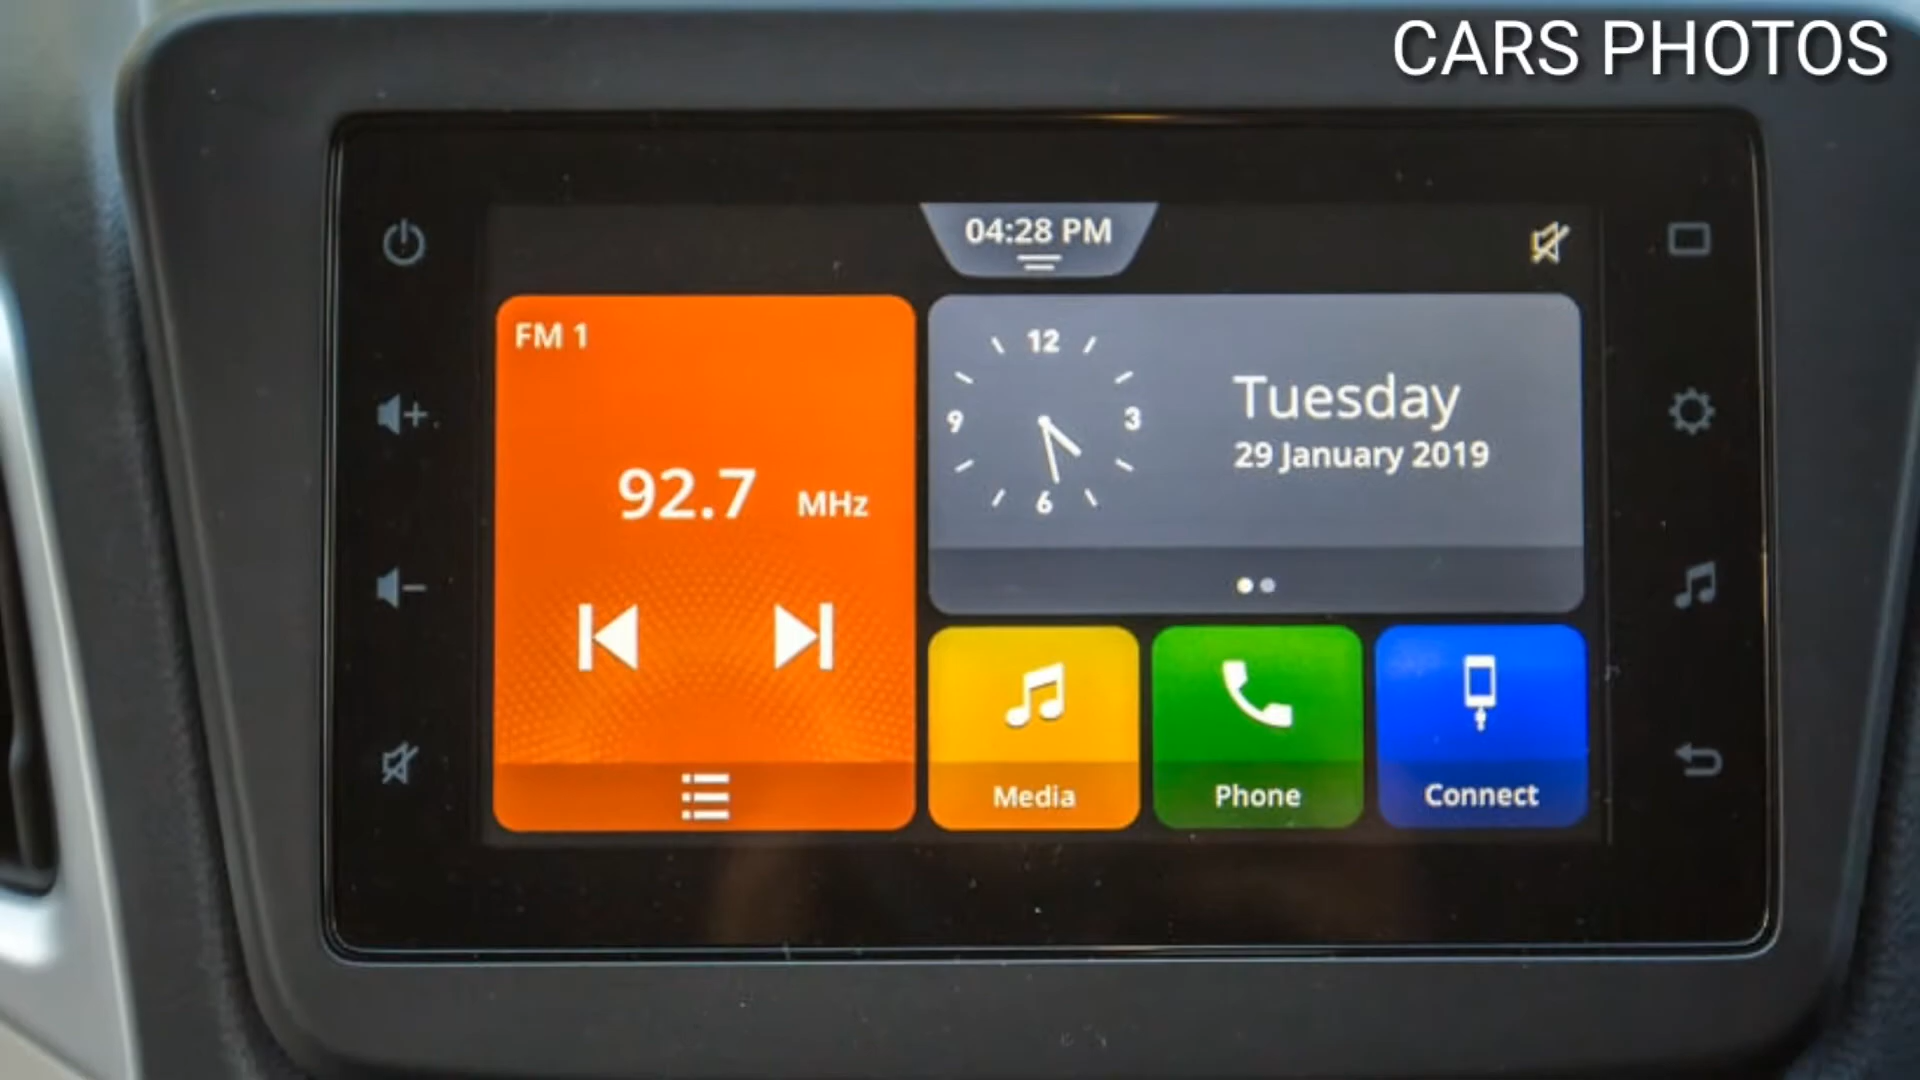 CARS PHOTOS
04:28 PM
FM 1
92.7 MHz
12
9
3
6
Tuesday
29 January 2019
Media
Phone
Connect